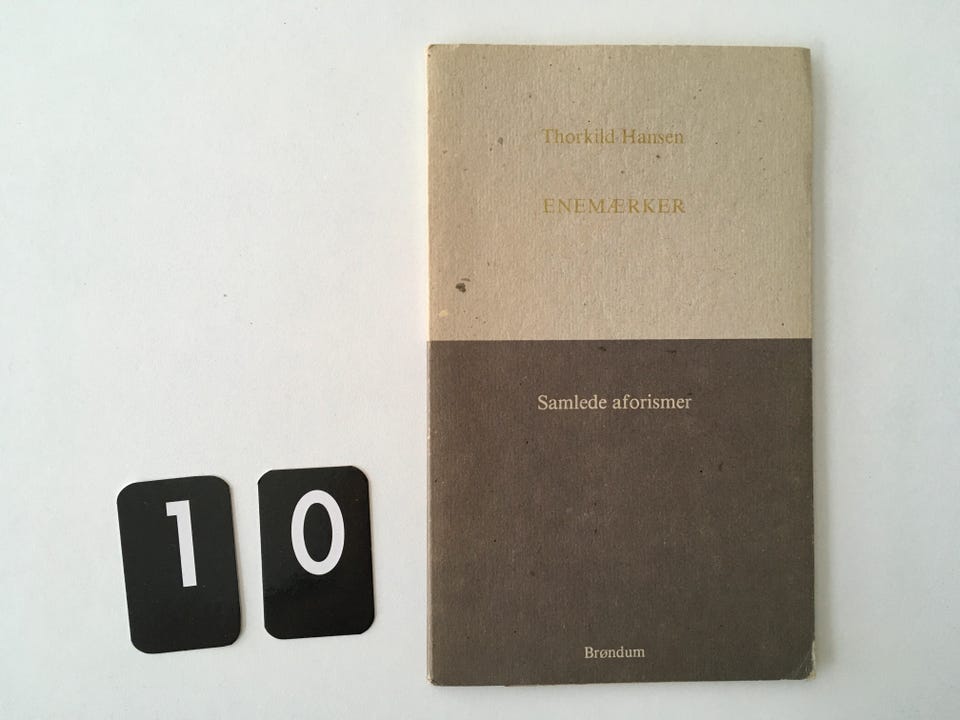 Thorkild Hansen
ENEMÆRKER
Samlede aforismer
Brøndum
10